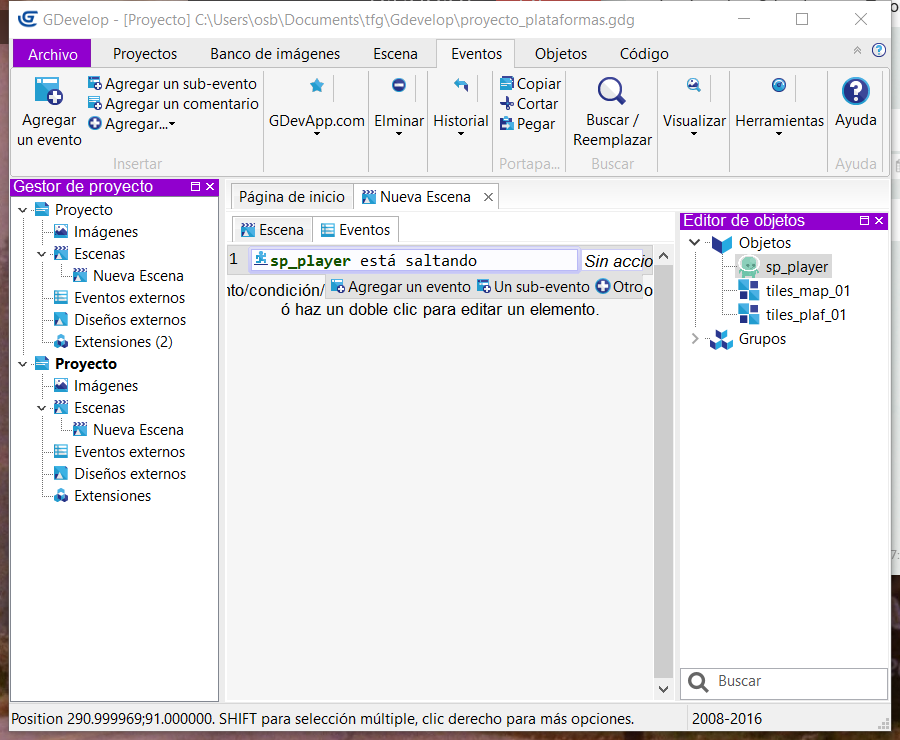 GDevelop - [Proyecto] C:\Users\osb\Documents\tfg\Gdevelop\proyecto_plataformas.gdg
Archivo Proyectos Banco de imágenes Escena Eventos Objetos Código
Agregar un evento
Agregar un sub-evento
Agregar un comentario
Agregar...
Insertar
GDevApp.com
Elminar
Historial
Copiar
Cortar
Pegar
Portapa...
Buscar /
Reemplazar
Buscar
Visualizar
Herramientas
Ayuda
Ayuda
Gestor de proyecto
Proyecto
Imágenes
Escenas
Nueva Escena
Eventos externos
Diseños externos
Extensiones (2)
Proyecto
Imágenes
Escenas
Nueva Escena
Eventos externos
Diseños externos
Extensiones
Página de inicio Nueva Escena
Escena Eventos
1 sp_player está saltando Sin accio
nto/condición/ Agregar un evento Un sub-evento Otro o
ó haz un doble clic para editar un elemento.
Editor de objetos
Objetos
sp_player
tiles_map_01
tiles_plaf_01
Grupos
Buscar
Position 290.999969;91.000000. SHIFT para selección múltiple, clic derecho para más opciones. 2008-2016